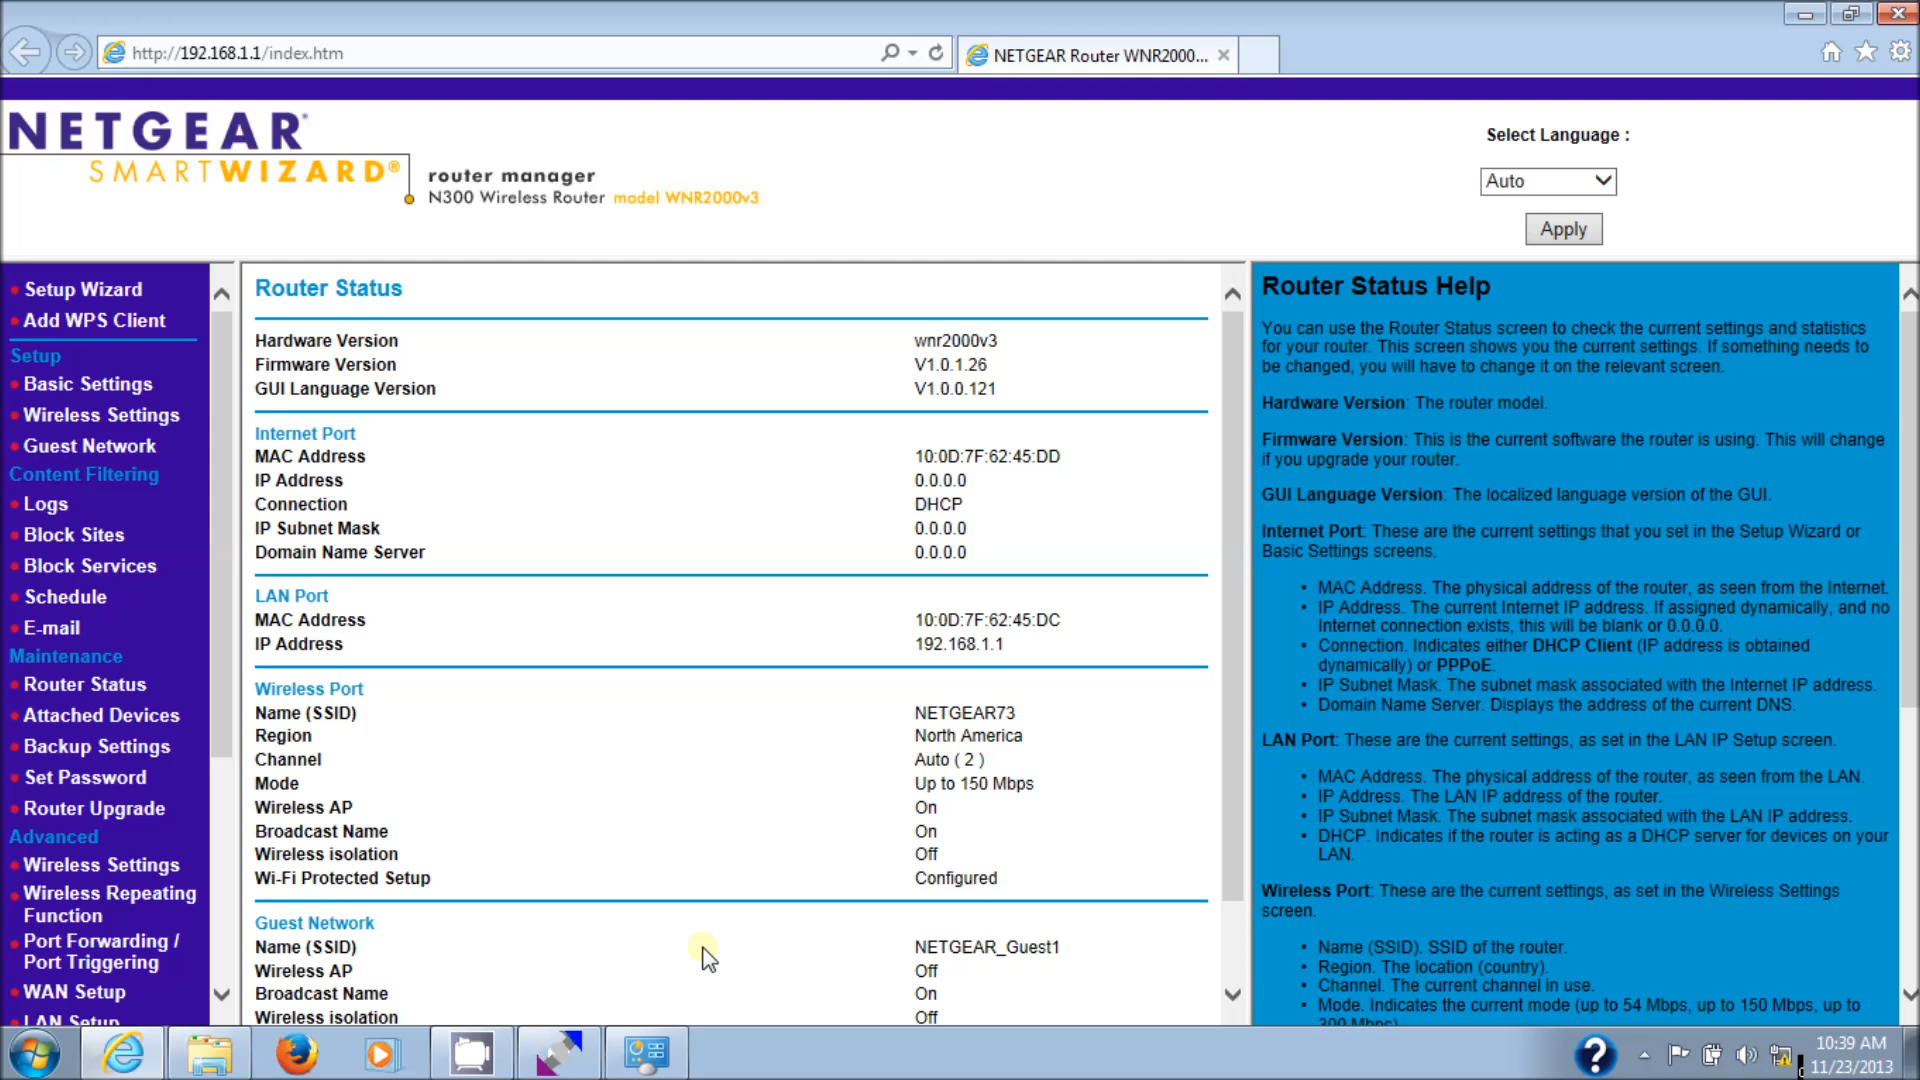 http://192.168.1.1/index.htm
NETGEAR Router WNR2000...
NETGEAR
SMARTWIZARD®
router manager
N300 Wireless Router model WNR2000v3
Select Language :
Auto
Apply
Setup Wizard
Add WPS Client
Setup
Basic Settings
Wireless Settings
Guest Network
Content Filtering
Logs
Block Sites
Block Services
Schedule
E-mail
Maintenance
Router Status
Attached Devices
Backup Settings
Set Password
Router Upgrade
Advanced
Wireless Settings
Wireless Repeating
Function
Port Forwarding /
Port Triggering
WAN Setup
LAN Setup
Router Status
Hardware Version wnr2000v3
Firmware Version V1.0.1.26
GUI Language Version V1.0.0.121
Internet Port
MAC Address 10:0D:7F:62:45:DD
IP Address 0.0.0.0
Connection DHCP
IP Subnet Mask 0.0.0.0
Domain Name Server 0.0.0.0
LAN Port
MAC Address 10:0D:7F:62:45:DC
IP Address 192.168.1.1
Wireless Port
Name (SSID) NETGEAR73
Region North America
Channel Auto ( 2 )
Mode Up to 150 Mbps
Wireless AP On
Broadcast Name On
Wireless isolation Off
Wi-Fi Protected Setup Configured
Guest Network
Name (SSID) NETGEAR_Guest1
Wireless AP Off
Broadcast Name On
Wireless isolation Off
Router Status Help
You can use the Router Status screen to check the current settings and statistics
for your router. This screen shows you the current settings. If something needs to
be changed, you will have to change it on the relevant screen.
Hardware Version: The router model.
Firmware Version: This is the current software the router is using. This will change
if you upgrade your router.
GUI Language Version: The localized language version of the GUI.
Internet Port: These are the current settings that you set in the Setup Wizard or
Basic Settings screens.
• MAC Address. The physical address of the router, as seen from the Internet.
• IP Address. The current Internet IP address. If assigned dynamically, and no
Internet connection exists, this will be blank or 0.0.0.0.
• Connection. Indicates either DHCP Client (IP address is obtained
dynamically) or PPPoE.
• IP Subnet Mask. The subnet mask associated with the Internet IP address.
• Domain Name Server. Displays the address of the current DNS.
LAN Port: These are the current settings, as set in the LAN IP Setup screen.
• MAC Address. The physical address of the router, as seen from the LAN.
• IP Address. The LAN IP address of the router.
• IP Subnet Mask. The subnet mask associated with the LAN IP address.
• DHCP. Indicates if the router is acting as a DHCP server for devices on your
LAN.
Wireless Port: These are the current settings, as set in the Wireless Settings
screen.
• Name (SSID). SSID of the router.
• Region. The location (country).
• Channel. The current channel in use.
• Mode. Indicates the current mode (up to 54 Mbps, up to 150 Mbps, up to
300 Mbps)
10:39 AM
11/23/2013